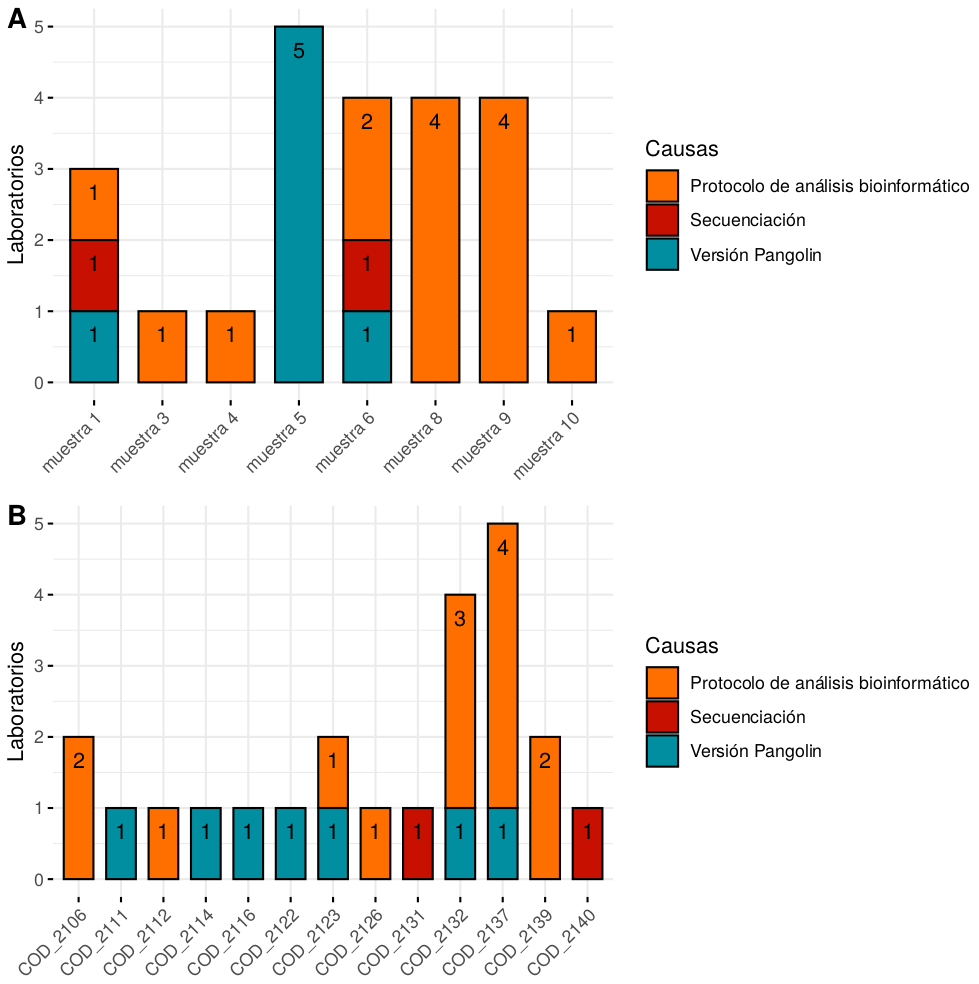 A
Laboratorios
5
4
3
2
1
0
1
1
1
1
1
5
2
1
1
4
4
1
muestra 1
muestra 3
muestra 4
muestra 5
muestra 6
muestra 8
muestra 9
muestra 10
Causas
Protocolo de análisis bioinformático
Secuenciación
Versión Pangolin
B
Laboratorios
5
4
3
2
1
0
2
1
1
1
1
1
1
1
1
1
3
1
4
1
2
1
COD_2106
COD_2111
COD_2112
COD_2114
COD_2116
COD_2122
COD_2123
COD_2126
COD_2131
COD_2132
COD_2137
COD_2139
COD_2140
Causas
Protocolo de análisis bioinformático
Secuenciación
Versión Pangolin